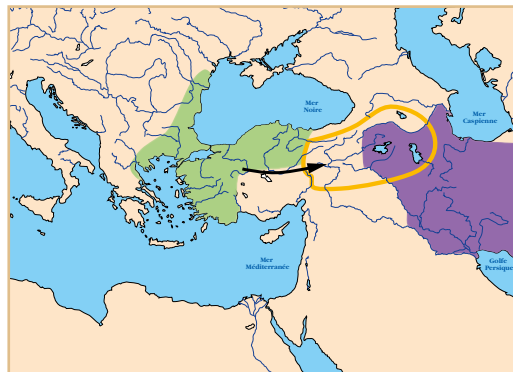 Mer
Noire
Mer
Caspienne
Mer
Méditerranée
Golfe
Persique